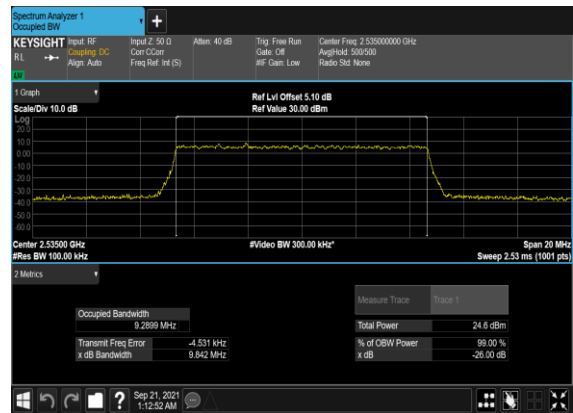 Spectrum Analyzer 1
Occupied BW
KEYSIGHT Input: RF Input Z: 50 Ω Atten: 40 dB Trig: Free Run Center Freq: 2.535000000 GHz
RL Coupling: DC Corr CCorr Gate: Off Avg|Hold: 500/500
Align: Auto Freq Ref: Int (S) #IF Gain: Low Radio Std: None
LV
1 Graph Ref Lvl Offset 5.10 dB
Scale/Div 10.0 dB Ref Value 30.00 dBm
Log
20.0
10.0
0.00
-10.0
-20.0
-30.0
-40.0
-50.0
-60.0
Center 2.53500 GHz #Video BW 300.00 kHz* Span 20 MHz
#Res BW 100.00 kHz Sweep 2.53 ms (1001 pts)
2 Metrics
Measure Trace Trace 1
Occupied Bandwidth
9.2899 MHz Total Power 24.6 dBm
Transmit Freq Error -4.531 kHz % of OBW Power 99.00 %
x dB Bandwidth 9.842 MHz x dB -26.00 dB
? Sep 21, 2021
1:12:52 AM